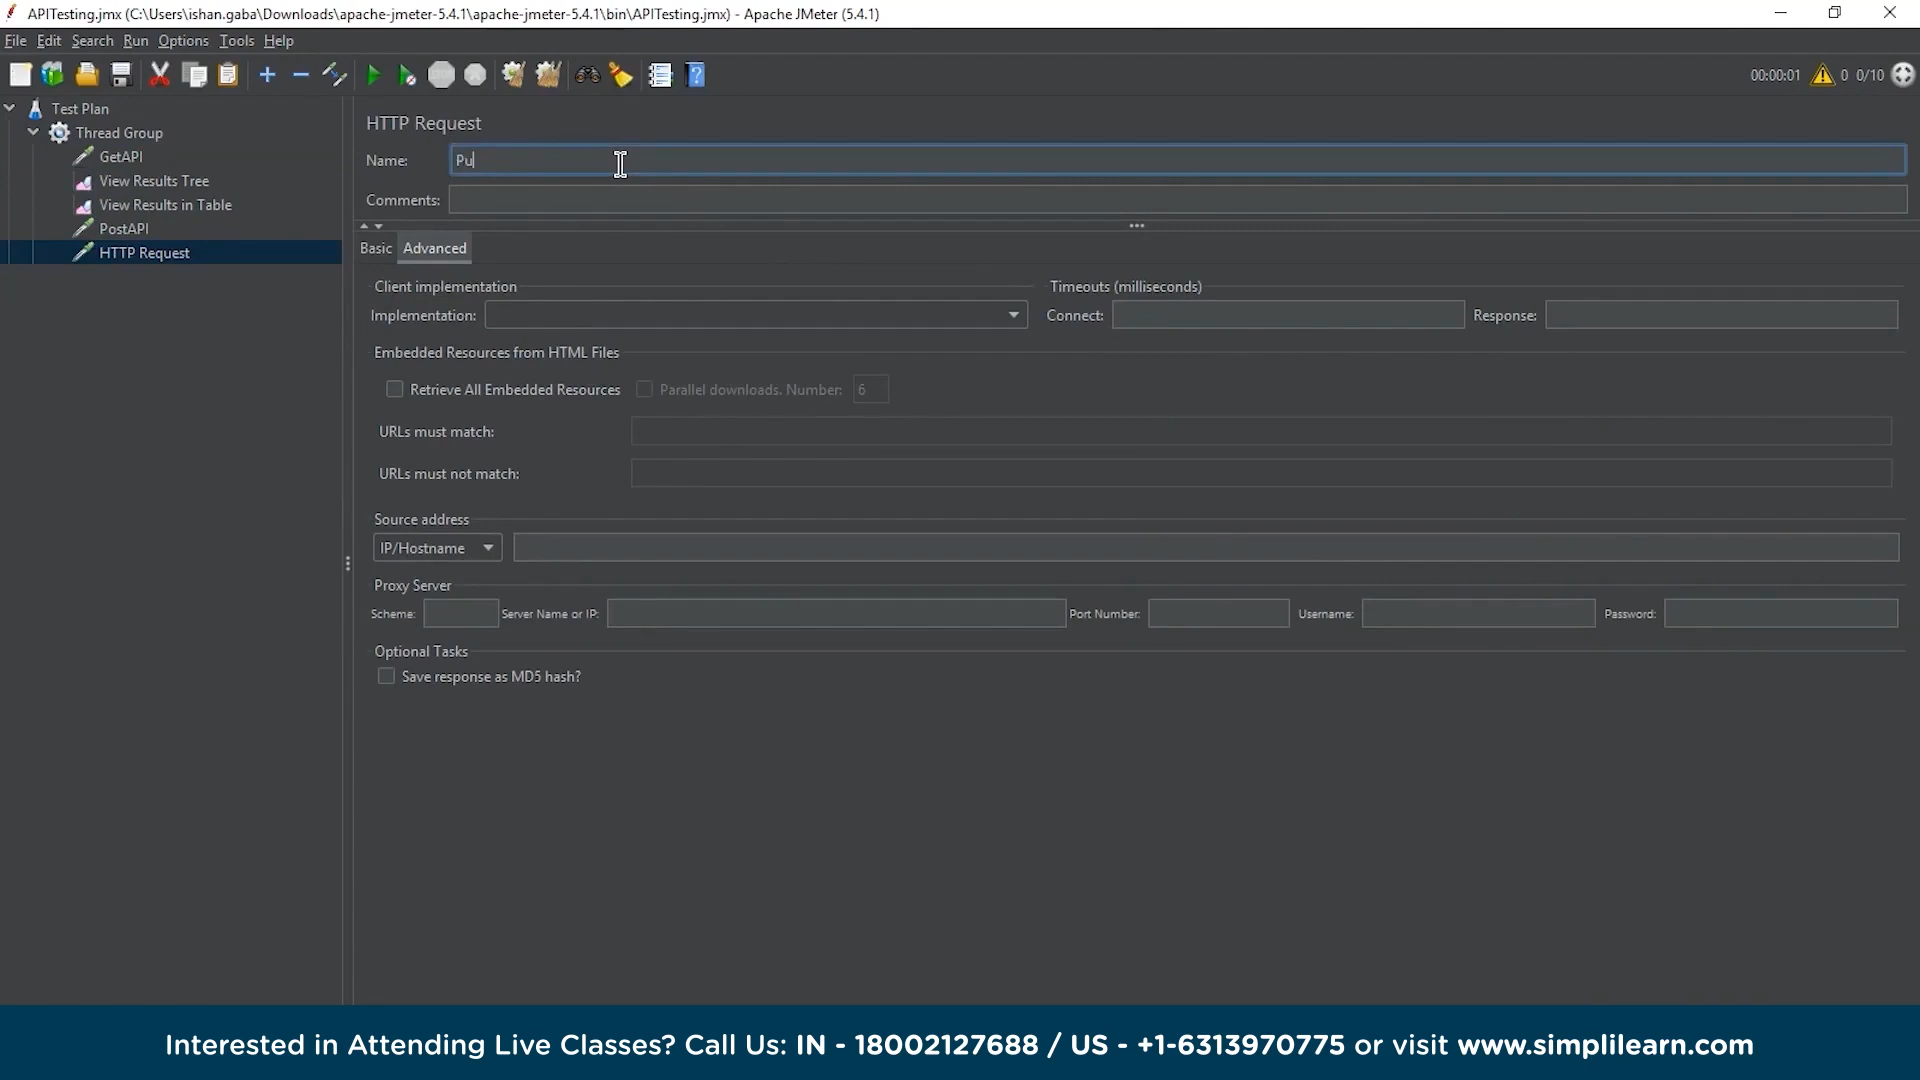 APITesting.jmx (C:\Users\ishan.gaba\Downloads\apache-jmeter-5.4.1\apache-jmeter-5.4.1\bin\APITesting.jmx) - Apache JMeter (5.4.1)
File Edit Search Run Options Tools Help
00:00:01 0 0/10
Test Plan
Thread Group
GetAPI
View Results Tree
View Results in Table
PostAPI
HTTP Request
HTTP Request
Name: Pu
Comments:
Basic Advanced
Client implementation
Implementation:
Timeouts (milliseconds)
Connect: Response:
Embedded Resources from HTML Files
Retrieve All Embedded Resources Parallel downloads. Number: 6
URLs must match:
URLs must not match:
Source address
IP/Hostname
Proxy Server
Scheme: Server Name or IP: Port Number: Username: Password:
Optional Tasks
Save response as MD5 hash?
Interested in Attending Live Classes? Call Us: IN - 18002127688 / US - +1-6313970775 or visit www.simplilearn.com